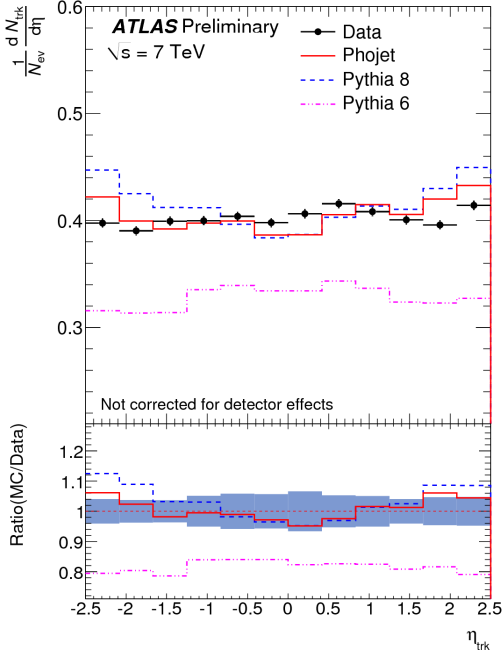 1/N_ev d N_trk/dη
0.6
0.5
0.4
0.3
ATLAS Preliminary
√s = 7 TeV
Data
Phojet
Pythia 8
Pythia 6
Not corrected for detector effects
Ratio(MC/Data)
1.2
1.1
1
0.9
0.8
-2.5 -2 -1.5 -1 -0.5 0 0.5 1 1.5 2 2.5
η_trk